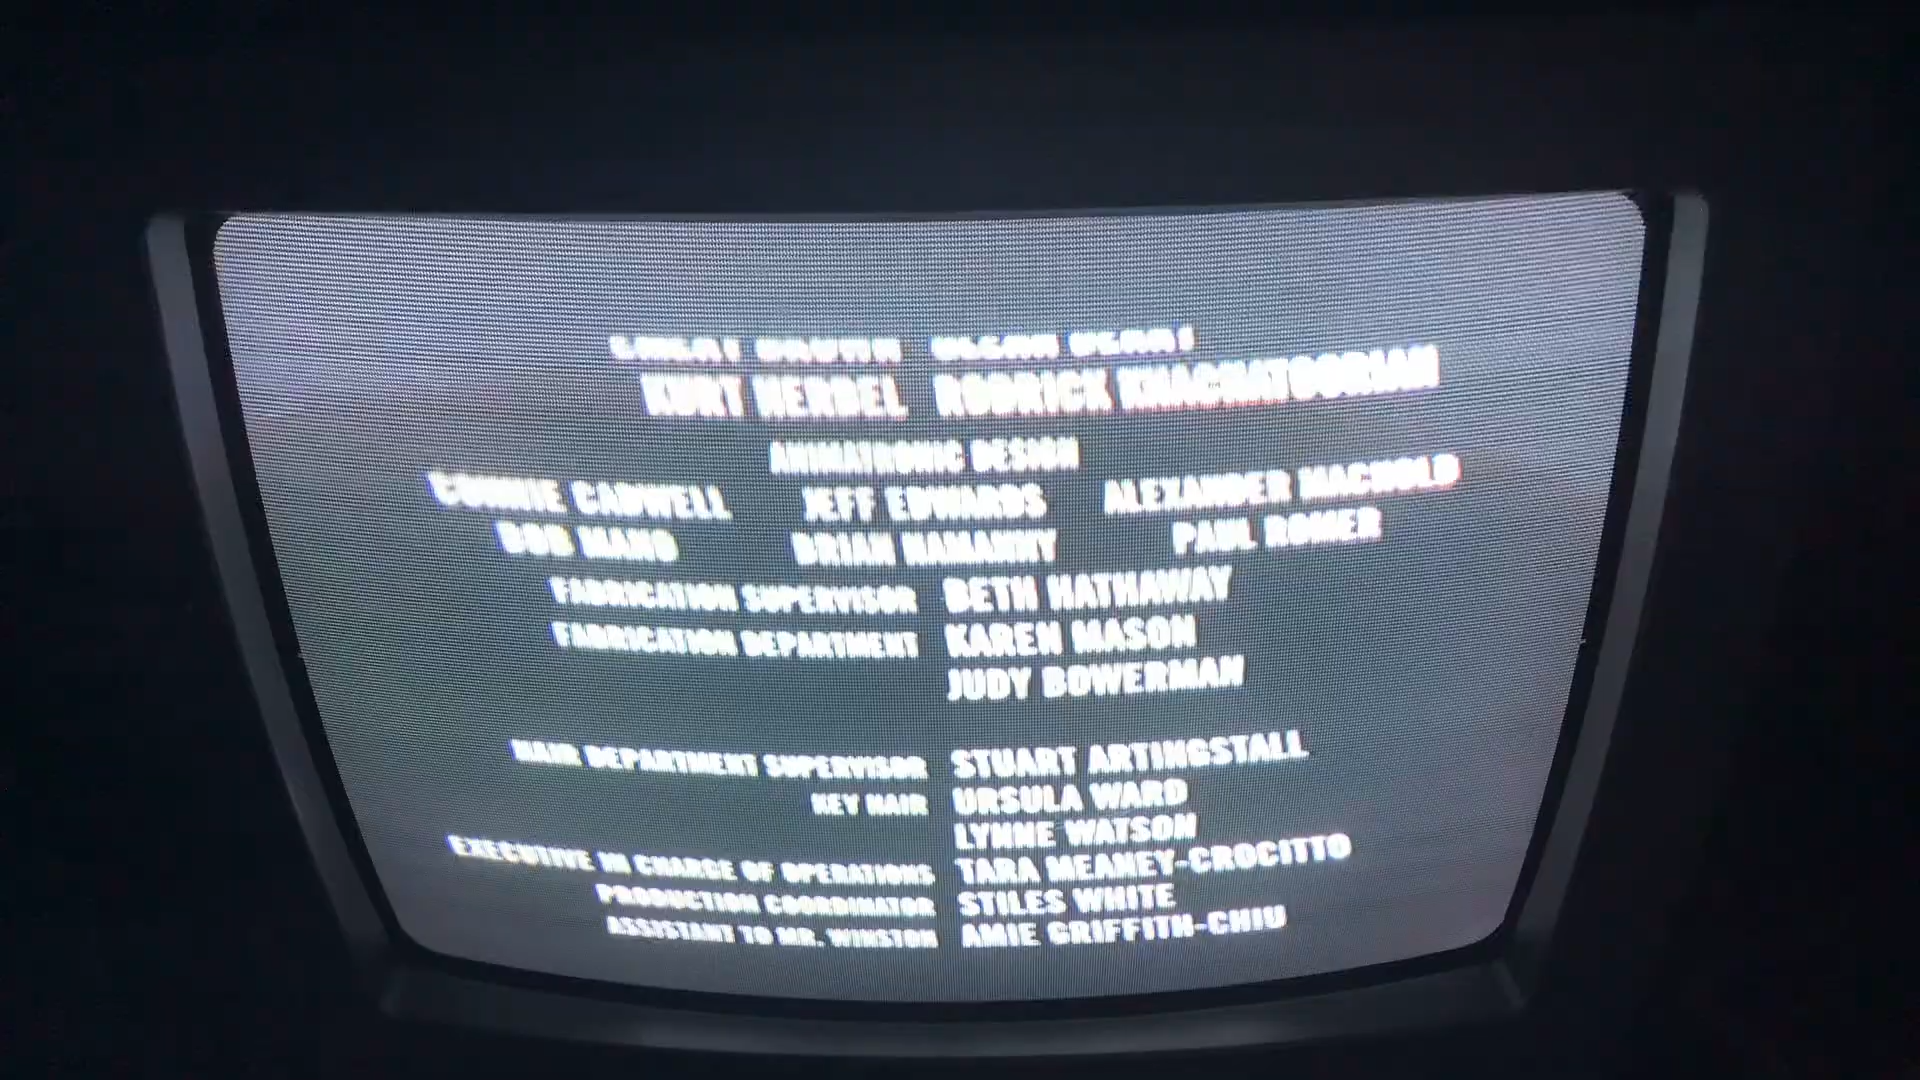 KURT HERBEL RODRICK KHACHATOORIAN
ANIMATRONIC DESIGN
CONNIE CADWELL JEFF EDWARDS ALEXANDER MACHOLD
BOB MANO BRIAN NAMANNY PAUL ROMER
FABRICATION SUPERVISOR BETH HATHAWAY
FABRICATION DEPARTMENT KAREN MASON
JUDY BOWERMAN
HAIR DEPARTMENT SUPERVISOR STUART ARTINGSTALL
KEY HAIR URSULA WARD
LYNNE WATSON
EXECUTIVE IN CHARGE OF OPERATIONS TARA MEANEY-CROCITTO
PRODUCTION COORDINATOR STILES WHITE
ASSISTANT TO MR. WINSTON AMIE GRIFFITH-CHIU